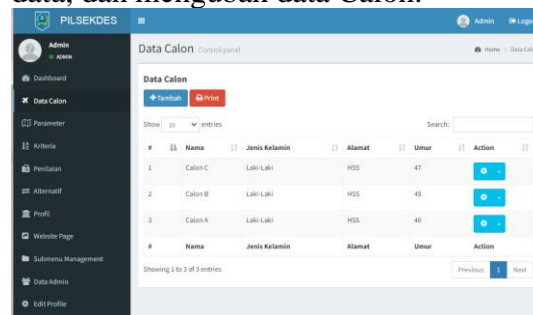 data, dan mengubah data Calon.
PILSEKDES
Admin
Admin
ADMIN
Data Calon Control panel
Home > Data Cal
Dashboard
Data Calon
Parameter
Kriteria
Penilaian
Alternatif
Profil
Website Page
Submenu Management
Data Admin
Edit Profile
Data Calon
+Tambah Print
Show 10 entries Search:
# Nama Jenis Kelamin Alamat Umur Action
1 Calon C Laki-Laki HSS 47
2 Calon B Laki-Laki HSS 45
3 Calon A Laki-Laki HSS 40
# Nama Jenis Kelamin Alamat Umur Action
Showing 1 to 3 of 3 entries
Previous 1 Next